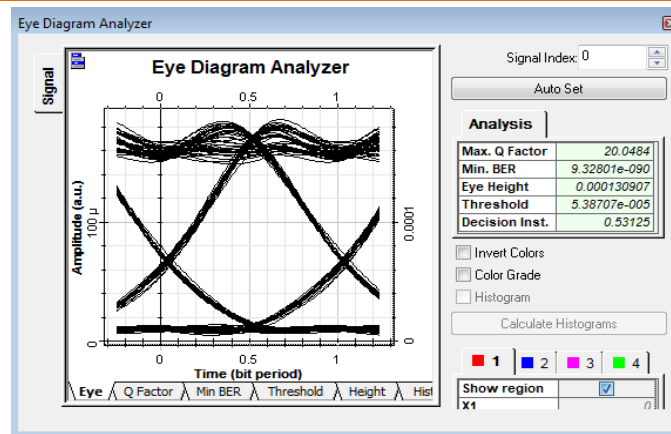 Eye Diagram Analyzer
Signal Index: 0
Auto Set
Signal
Eye Diagram Analyzer
0 0.5 1
Amplitude (a.u.)
100 µ
0
0.0001
0
0 0.5 1
Time (bit period)
Eye Q Factor Min BER Threshold Height Hist
Analysis
Max. Q Factor 20.0484
Min. BER 9.32801e-090
Eye Height 0.000130907
Threshold 5.38707e-005
Decision Inst. 0.53125
Invert Colors
Color Grade
Histogram
Calculate Histograms
1 2 3 4
Show region
X1 0